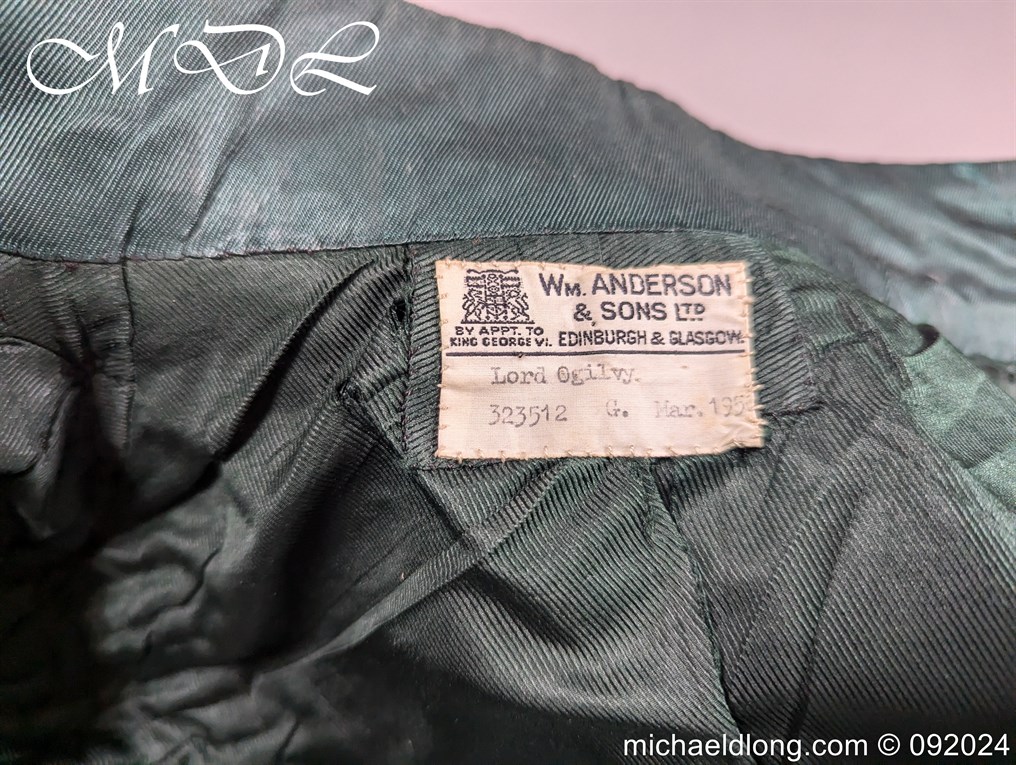 MDL
WM. ANDERSON
& SONS LTD
BY APPT. TO
KING GEORGE VI. EDINBURGH & GLASGOW.
Lord Ogilvy.
323512 G. Mar. 195
michaeldlong.com © 092024